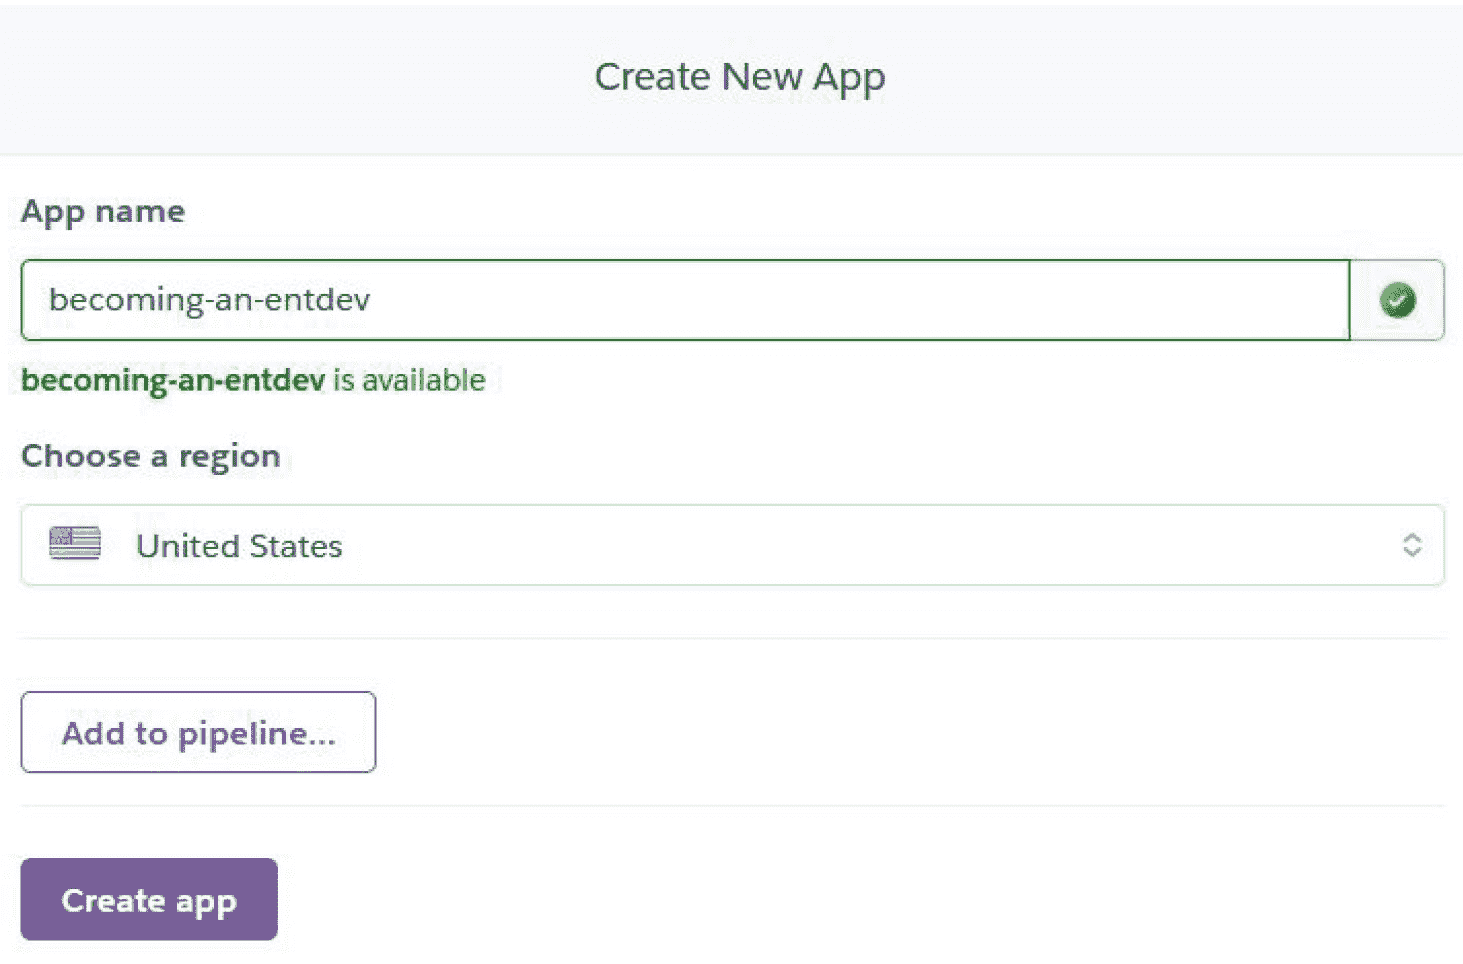 Create New App
App name
becoming-an-entdev
becoming-an-entdev is available
Choose a region
United States
Add to pipeline...
Create app